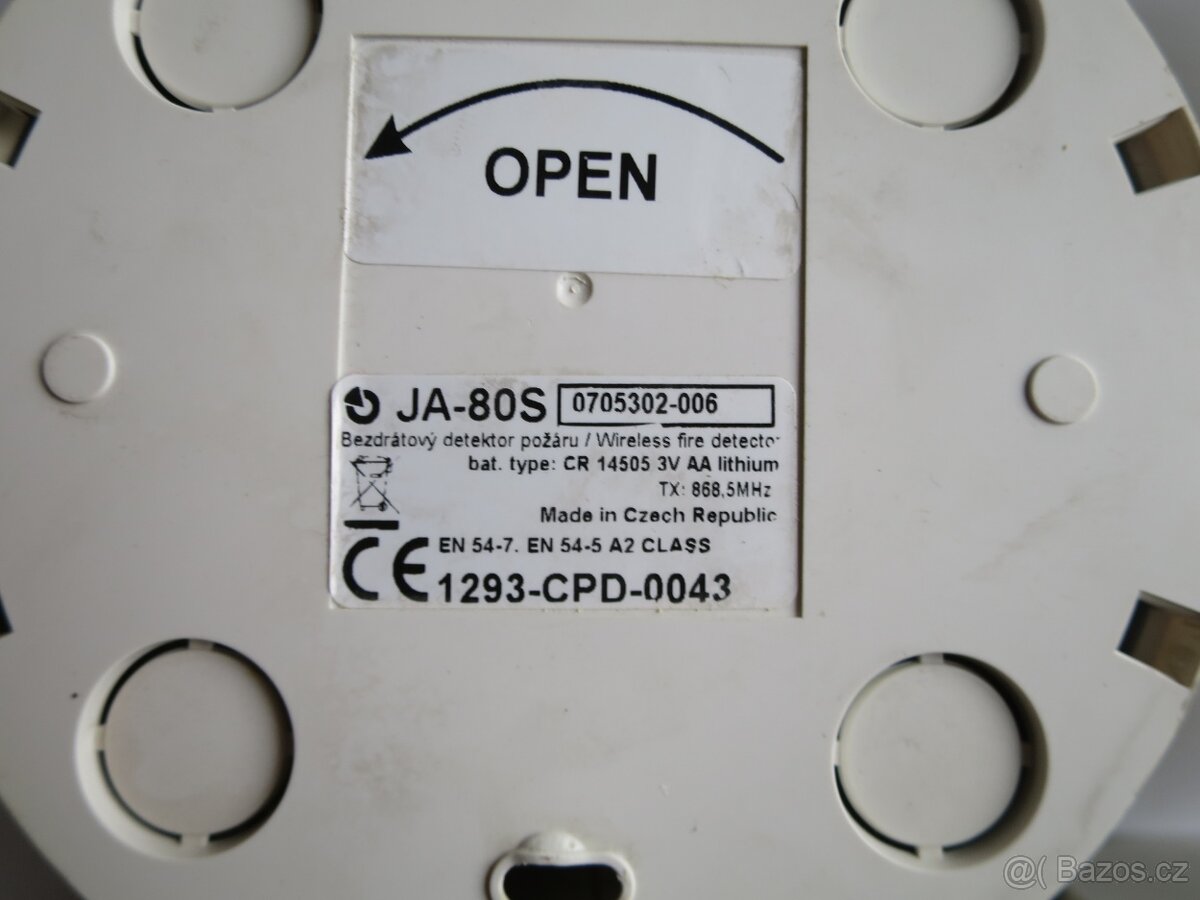 OPEN
JA-80S 0705302-006
Bezdrátový detektor požáru / Wireless fire detector
bat. type: CR 14505 3V AA lithium
TX: 868,5MHz
Made in Czech Republic
EN 54-7. EN 54-5 A2 CLASS
CE 1293-CPD-0043
@( Bazos.cz